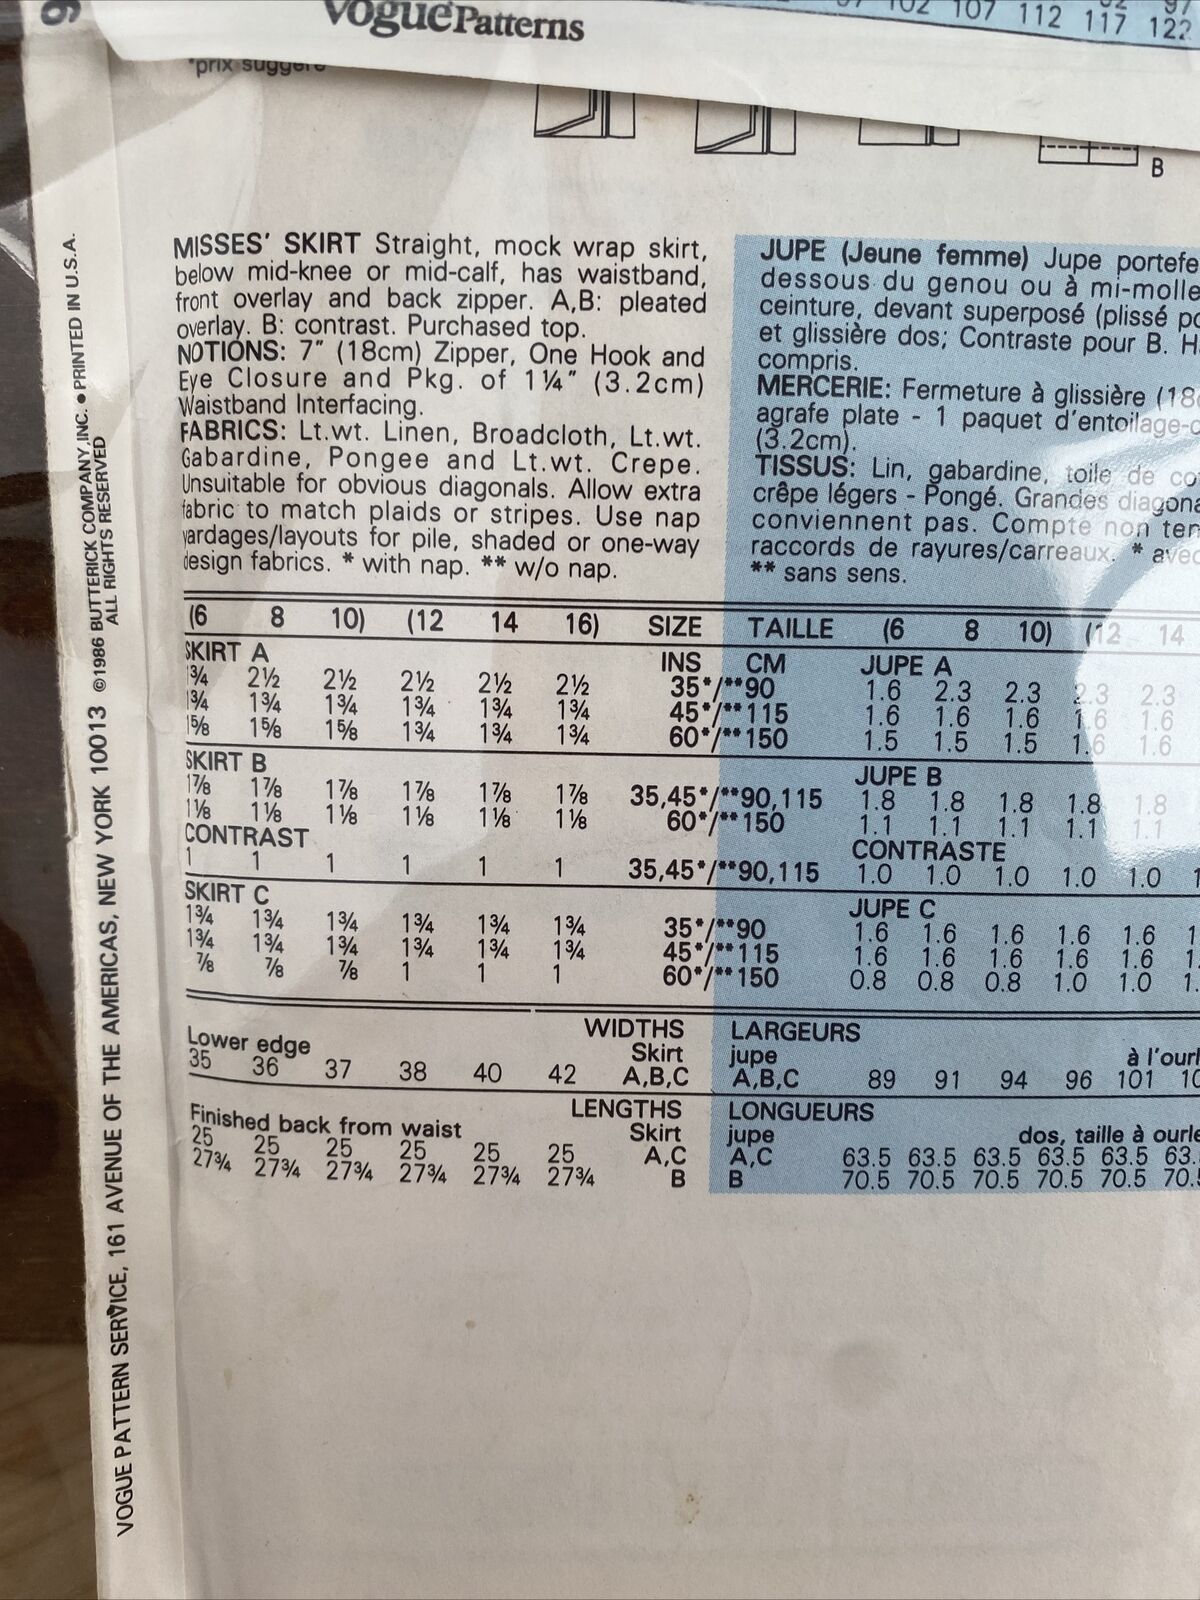 Vogue Patterns
102 107 112 117 122
*prix suggéré
B
MISSES' SKIRT Straight, mock wrap skirt,
below mid-knee or mid-calf, has waistband,
front overlay and back zipper. A,B: pleated
overlay. B: contrast. Purchased top.
NOTIONS: 7" (18cm) Zipper, One Hook and
Eye Closure and Pkg. of 1¼" (3.2cm)
Waistband Interfacing.
FABRICS: Lt.wt. Linen, Broadcloth, Lt.wt.
Gabardine, Pongee and Lt.wt. Crepe.
Unsuitable for obvious diagonals. Allow extra
fabric to match plaids or stripes. Use nap
yardages/layouts for pile, shaded or one-way
design fabrics. * with nap. ** w/o nap.
JUPE (Jeune femme) Jupe portefe
dessous du genou ou à mi-molle
ceinture, devant superposé (plissé po
et glissière dos; Contraste pour B. H
compris.
MERCERIE: Fermeture à glissière (18c
agrafe plate - 1 paquet d'entoilage-c
(3.2cm).
TISSUS: Lin, gabardine, toile de co
crêpe légers - Pongé. Grandes diagona
conviennent pas. Compte non ten
raccords de rayures/carreaux. * avec
** sans sens.
(6 8 10) (12 14 16) SIZE TAILLE (6 8 10) (12 14
SKIRT A INS CM JUPE A
1¾ 2½ 2½ 2½ 2½ 2½ 35*/**90 1.6 2.3 2.3 2.3 2.3
1¾ 1¾ 1¾ 1¾ 1¾ 1¾ 45*/**115 1.6 1.6 1.6 1.6 1.6
1⅝ 1⅝ 1⅝ 1¾ 1¾ 1¾ 60*/**150 1.5 1.5 1.5 1.6 1.6
SKIRT B JUPE B
1⅞ 1⅞ 1⅞ 1⅞ 1⅞ 1⅞ 35,45*/**90,115 1.8 1.8 1.8 1.8 1.8
1⅛ 1⅛ 1⅛ 1⅛ 1⅛ 1⅛ 60*/**150 1.1 1.1 1.1 1.1 1.1
CONTRAST CONTRASTE
1 1 1 1 1 1 35,45*/**90,115 1.0 1.0 1.0 1.0 1.0 1
SKIRT C JUPE C
1¾ 1¾ 1¾ 1¾ 1¾ 1¾ 35*/**90 1.6 1.6 1.6 1.6 1.6 1
1¾ 1¾ 1¾ 1¾ 1¾ 1¾ 45*/**115 1.6 1.6 1.6 1.6 1.6 1.
⅞ ⅞ ⅞ 1 1 1 60*/**150 0.8 0.8 0.8 1.0 1.0 1.
WIDTHS LARGEURS
Lower edge Skirt jupe à l'ourl
35 36 37 38 40 42 A,B,C A,B,C 89 91 94 96 101 10
LENGTHS LONGUEURS
Finished back from waist Skirt jupe dos, taille à ourle
25 25 25 25 25 25 A,C A,C 63.5 63.5 63.5 63.5 63.5 63.
27¾ 27¾ 27¾ 27¾ 27¾ 27¾ B B 70.5 70.5 70.5 70.5 70.5 70.5
VOGUE PATTERN SERVICE, 161 AVENUE OF THE AMERICAS, NEW YORK 10013 ©1986 BUTTERICK COMPANY, INC. ● PRINTED IN U.S.A.
ALL RIGHTS RESERVED